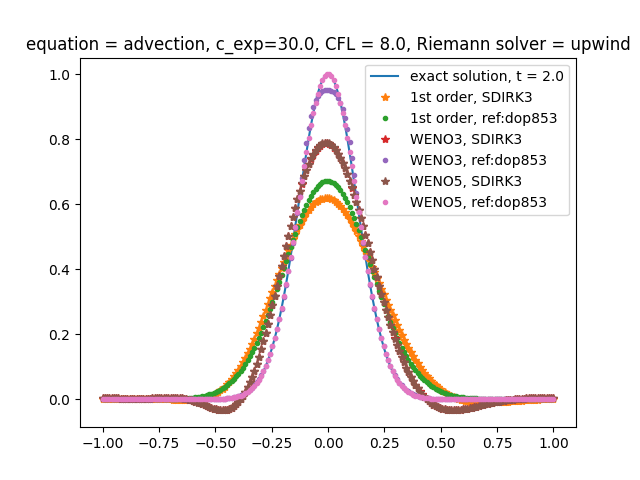 equation = advection, c_exp=30.0, CFL = 8.0, Riemann solver = upwind
exact solution, t = 2.0
1st order, SDIRK3
1st order, ref:dop853
WENO3, SDIRK3
WENO3, ref:dop853
WENO5, SDIRK3
WENO5, ref:dop853
1.0
0.8
0.6
0.4
0.2
0.0
−1.00 −0.75 −0.50 −0.25 0.00 0.25 0.50 0.75 1.00